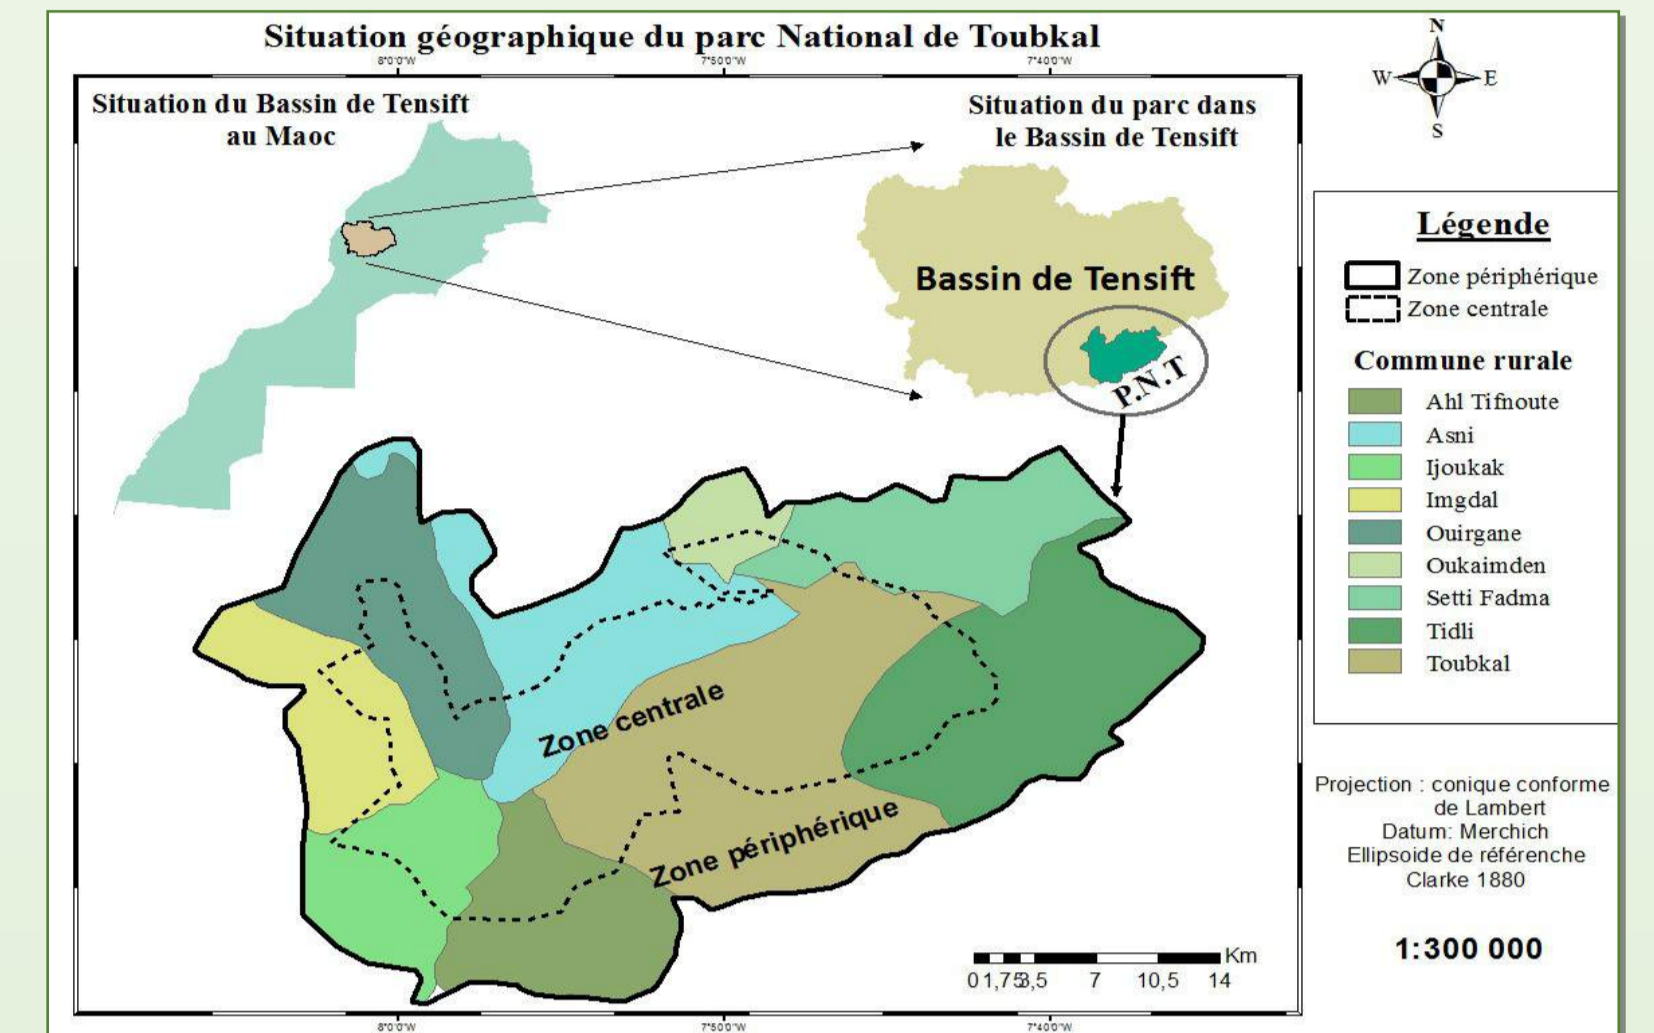 Situation géographique du parc National de Toubkal
8°0'0"W
7°50'0"W
7°40'0"W
N
W
E
S
Situation du Bassin de Tensift
au Maoc
Situation du parc dans
le Bassin de Tensift
Bassin de Tensift
P.N.T
Légende
Zone périphérique
Zone centrale
Commune rurale
Ahl Tifnoute
Asni
Ijoukak
Imgdal
Ouirgane
Oukaimden
Setti Fadma
Tidli
Toubkal
Zone centrale
Zone périphérique
Projection : conique conforme
de Lambert
Datum: Merchich
Ellipsoide de référenche
Clarke 1880
1:300 000
Km
0 1,75 3,5 7 10,5 14
8°0'0"W
7°50'0"W
7°40'0"W